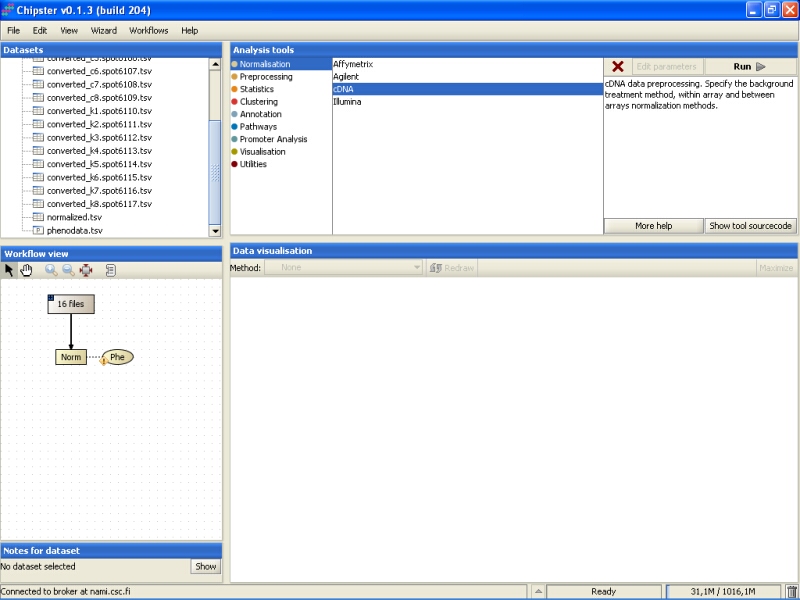 Chipster v0.1.3 (build 204)
File Edit View Wizard Workflows Help
Datasets
converted_c5.spot6106.tsv
converted_c6.spot6107.tsv
converted_c7.spot6108.tsv
converted_c8.spot6109.tsv
converted_k1.spot6110.tsv
converted_k2.spot6111.tsv
converted_k3.spot6112.tsv
converted_k4.spot6113.tsv
converted_k5.spot6114.tsv
converted_k6.spot6115.tsv
converted_k7.spot6116.tsv
converted_k8.spot6117.tsv
normalized.tsv
phenodata.tsv
Analysis tools
Normalisation
Preprocessing
Statistics
Clustering
Annotation
Pathways
Promoter Analysis
Visualisation
Utilities
Affymetrix
Agilent
cDNA
Illumina
Edit parameters Run
cDNA data preprocessing. Specify the background
treatment method, within array and between
arrays normalization methods.
More help Show tool sourcecode
Workflow view
16 files
Norm Phe
Data visualisation
Method: None Redraw Maximize
Notes for dataset
No dataset selected Show
Connected to broker at nami.csc.fi Ready 31,1M / 1016,1M